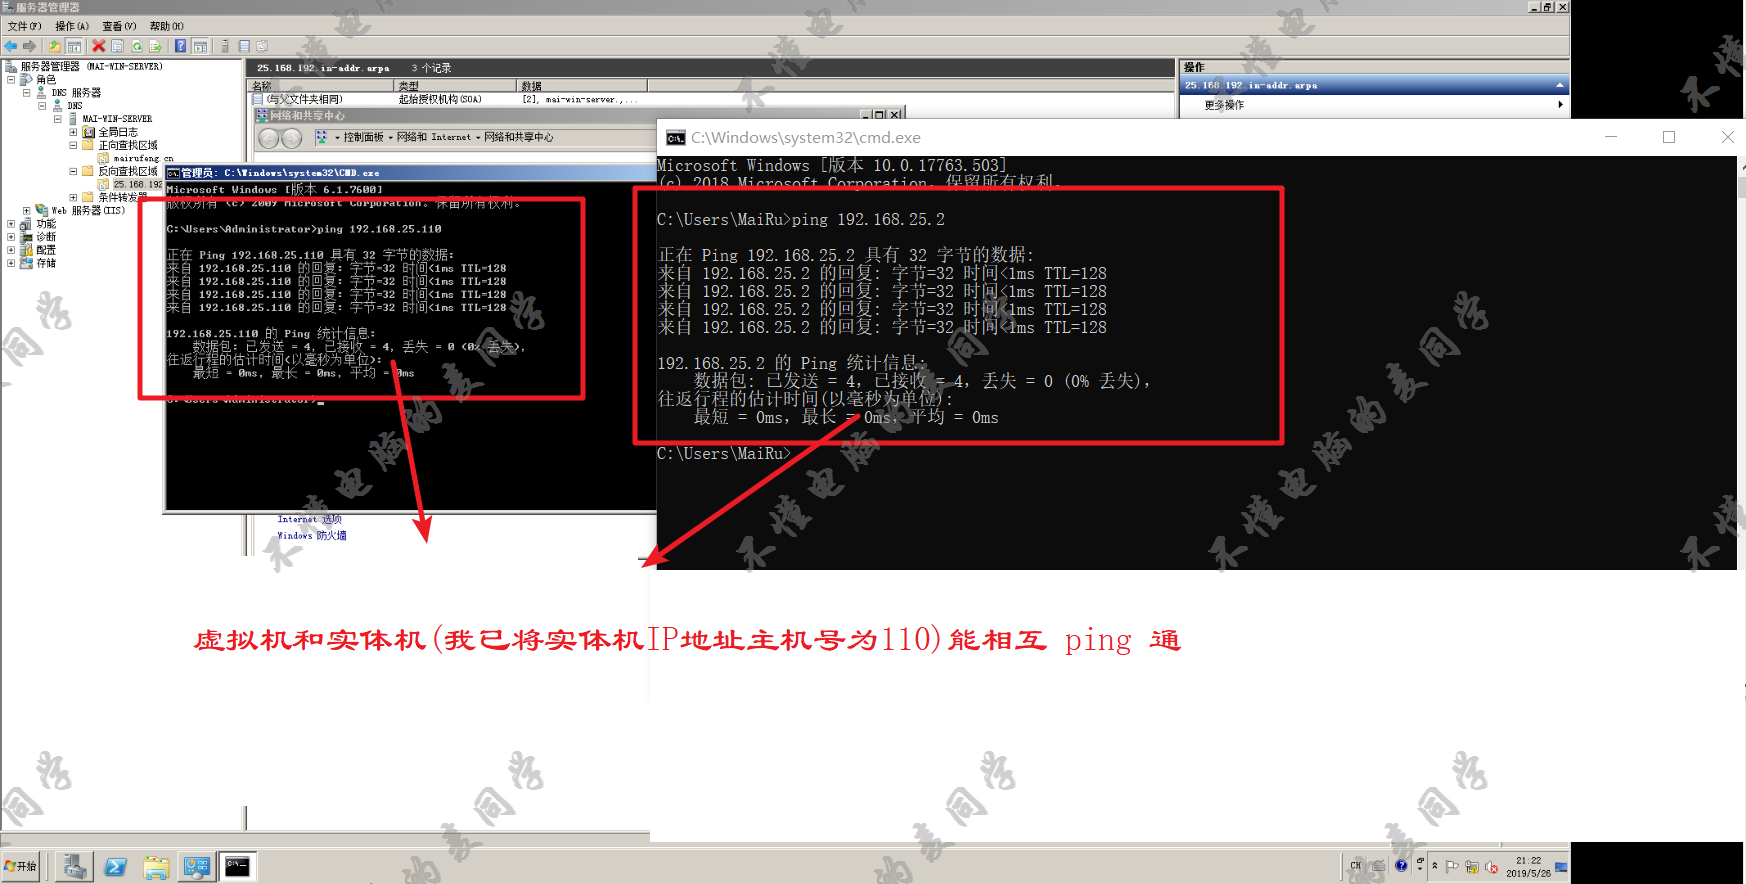 服务器管理器
文件(F) 操作(A) 查看(V) 帮助(H)
服务器管理器 (MAI-WIN-SERVER)
角色
DNS 服务器
DNS
MAI-WIN-SERVER
全局日志
正向查找区域
mairufeng.cn
反向查找区域
25.168.192
条件转发器
Web 服务器(IIS)
功能
诊断
配置
存储
25.168.192.in-addr.arpa 3 个记录
名称 类型 数据
(与父文件夹相同) 起始授权机构(SOA) [2], mai-win-server.,...
网络和共享中心
控制面板 网络和 Internet 网络和共享中心
操作
25.168.192.in-addr.arpa
更多操作
管理员: C:\Windows\system32\CMD.exe
Microsoft Windows [版本 6.1.7600]
版权所有 (c) 2009 Microsoft Corporation。保留所有权利。
C:\Users\Administrator>ping 192.168.25.110
正在 Ping 192.168.25.110 具有 32 字节的数据:
来自 192.168.25.110 的回复: 字节=32 时间<1ms TTL=128
来自 192.168.25.110 的回复: 字节=32 时间<1ms TTL=128
来自 192.168.25.110 的回复: 字节=32 时间<1ms TTL=128
来自 192.168.25.110 的回复: 字节=32 时间<1ms TTL=128
192.168.25.110 的 Ping 统计信息:
数据包: 已发送 = 4，已接收 = 4，丢失 = 0 (0% 丢失)，
往返行程的估计时间(以毫秒为单位):
最短 = 0ms，最长 = 0ms，平均 = 0ms
C:\Users\Administrator>
Internet 选项
Windows 防火墙
C:\Windows\system32\cmd.exe
Microsoft Windows [版本 10.0.17763.503]
(c) 2018 Microsoft Corporation。保留所有权利。
C:\Users\MaiRu>ping 192.168.25.2
正在 Ping 192.168.25.2 具有 32 字节的数据:
来自 192.168.25.2 的回复: 字节=32 时间<1ms TTL=128
来自 192.168.25.2 的回复: 字节=32 时间<1ms TTL=128
来自 192.168.25.2 的回复: 字节=32 时间<1ms TTL=128
来自 192.168.25.2 的回复: 字节=32 时间<1ms TTL=128
192.168.25.2 的 Ping 统计信息:
数据包: 已发送 = 4，已接收 = 4，丢失 = 0 (0% 丢失)，
往返行程的估计时间(以毫秒为单位):
最短 = 0ms，最长 = 0ms，平均 = 0ms
C:\Users\MaiRu>
虚拟机和实体机(我已将实体机IP地址主机号为110)能相互 ping 通
不懂电脑的麦同学
开始
CH
21:22
2019/5/26